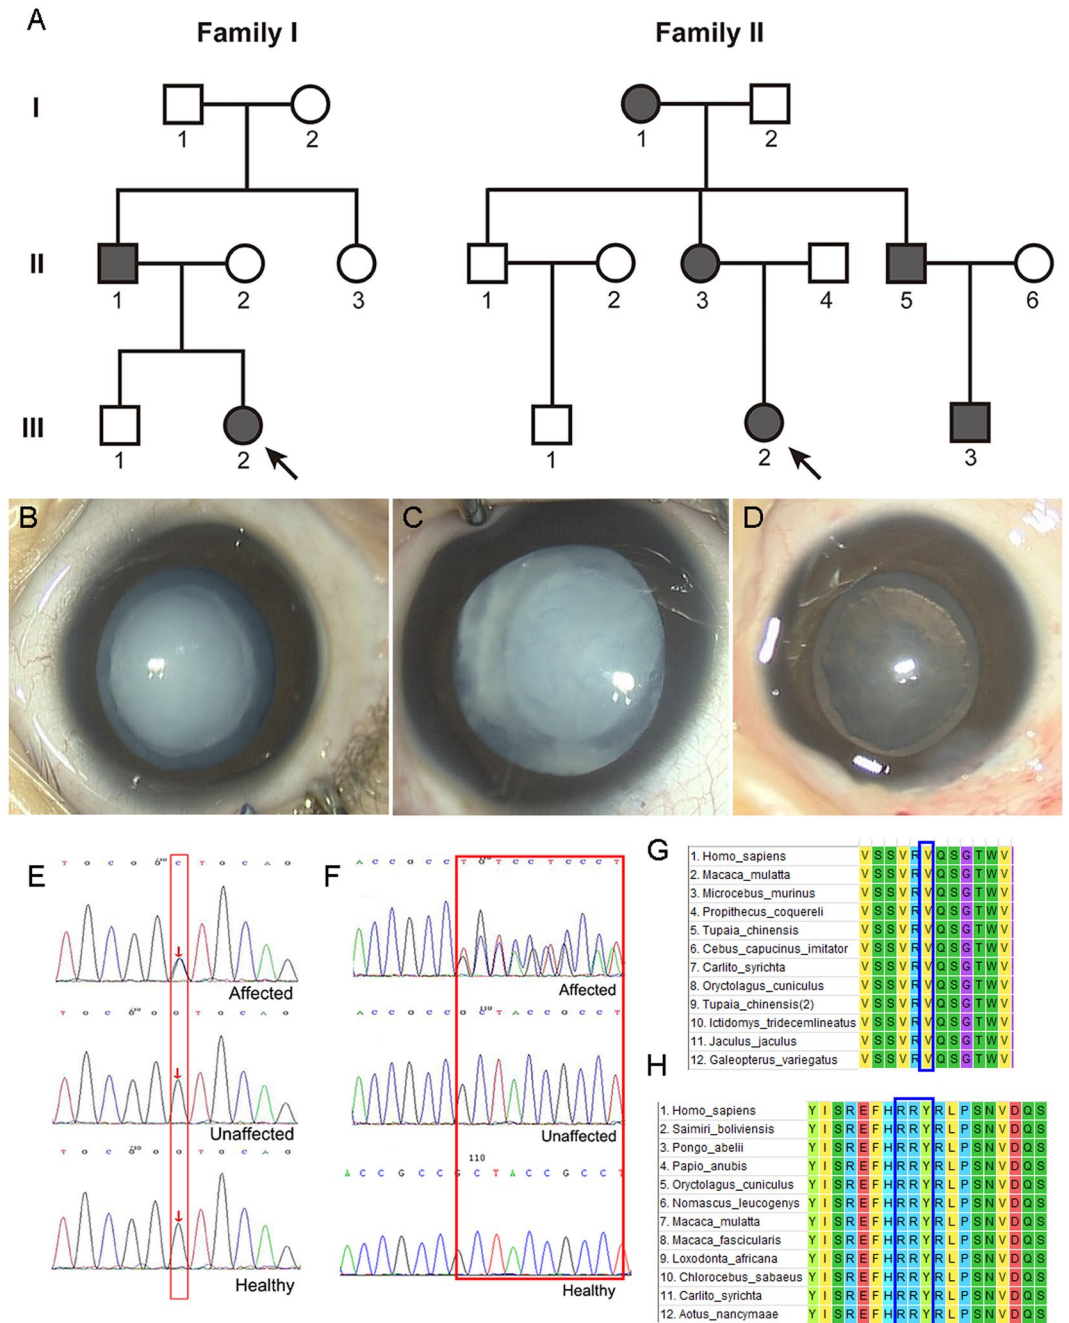 A
Family I
Family II
I
1
2
1
2
II
1
2
3
1
2
3
4
5
6
III
1
2
1
2
3
B
C
D
E
T G C G G C T G C A G
Affected
T G C G G G T G C A G
Unaffected
T G C G G G T G C A G
Healthy
F
A C C G C C T G T C C T C C C T
Affected
A C C G C C G C T A C C G C C T
Unaffected
110
A C C G C C G C T A C C G C C T
Healthy
G
1. Homo_sapiens V S S V R V Q S G T W V
2. Macaca_mulatta V S S V R V Q S G T W V
3. Microcebus_murinus V S S V R V Q S G T W V
4. Propithecus_coquereli V S S V R V Q S G T W V
5. Tupaia_chinensis V S S V R V Q S G T W V
6. Cebus_capucinus_imitator V S S V R V Q S G T W V
7. Carlito_syrichta V S S V R V Q S G T W V
8. Oryctolagus_cuniculus V S S V R V Q S G T W V
9. Tupaia_chinensis(2) V S S V R V Q S G T W V
10. Ictidomys_tridecemlineatus V S S V R V Q S G T W V
11. Jaculus_jaculus V S S V R V Q S G T W V
12. Galeopterus_variegatus V S S V R V Q S G T W V
H
1. Homo_sapiens Y I S R E F H R R Y R L P S N V D Q S
2. Saimiri_boliviensis Y I S R E F H R R Y R L P S N V D Q S
3. Pongo_abelii Y I S R E F H R R Y R L P S N V D Q S
4. Papio_anubis Y I S R E F H R R Y R L P S N V D Q S
5. Oryctolagus_cuniculus Y I S R E F H R R Y R L P S N V D Q S
6. Nomascus_leucogenys Y I S R E F H R R Y R L P S N V D Q S
7. Macaca_mulatta Y I S R E F H R R Y R L P S N V D Q S
8. Macaca_fascicularis Y I S R E F H R R Y R L P S N V D Q S
9. Loxodonta_africana Y I S R E F H R R Y R L P S N V D Q S
10. Chlorocebus_sabaeus Y I S R E F H R R Y R L P S N V D Q S
11. Carlito_syrichta Y I S R E F H R R Y R L P S N V D Q S
12. Aotus_nancymaae Y I S R E F H R R Y R L P S N V D Q S